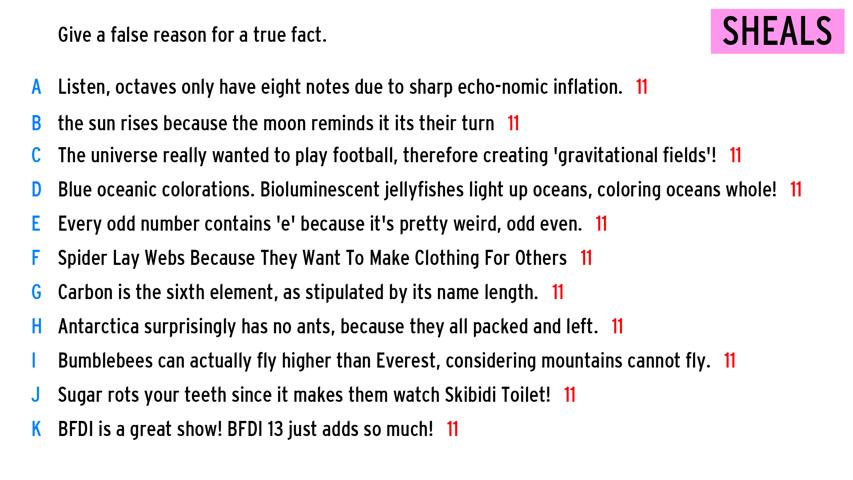 Give a false reason for a true fact.
SHEALS
A Listen, octaves only have eight notes due to sharp echo-nomic inflation. 11
B the sun rises because the moon reminds it its their turn 11
C The universe really wanted to play football, therefore creating 'gravitational fields'! 11
D Blue oceanic colorations. Bioluminescent jellyfishes light up oceans, coloring oceans whole! 11
E Every odd number contains 'e' because it's pretty weird, odd even. 11
F Spider Lay Webs Because They Want To Make Clothing For Others 11
G Carbon is the sixth element, as stipulated by its name length. 11
H Antarctica surprisingly has no ants, because they all packed and left. 11
I Bumblebees can actually fly higher than Everest, considering mountains cannot fly. 11
J Sugar rots your teeth since it makes them watch Skibidi Toilet! 11
K BFDI is a great show! BFDI 13 just adds so much! 11